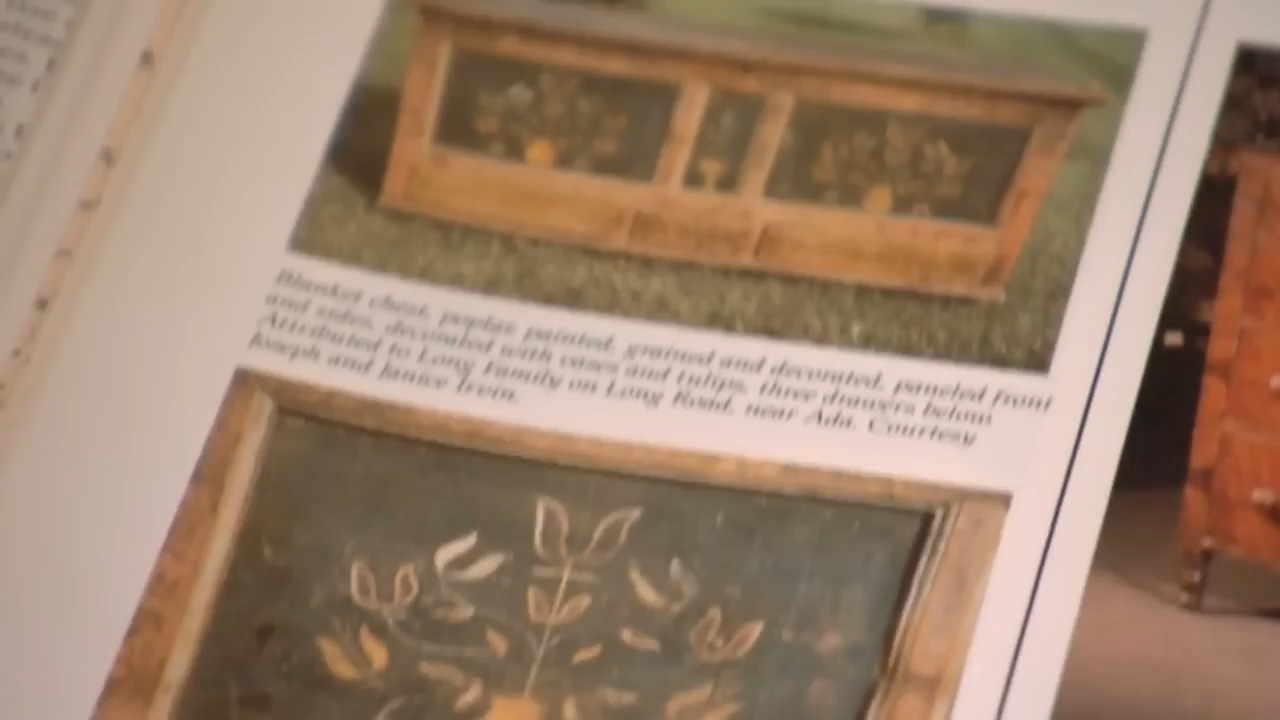 Blanket chest, poplar, painted, grained and decorated, paneled front
and sides, decorated with vases and tulips, three drawers below.
Attributed to Long Family on Long Road, near Ada. Courtesy
Joseph and Janice